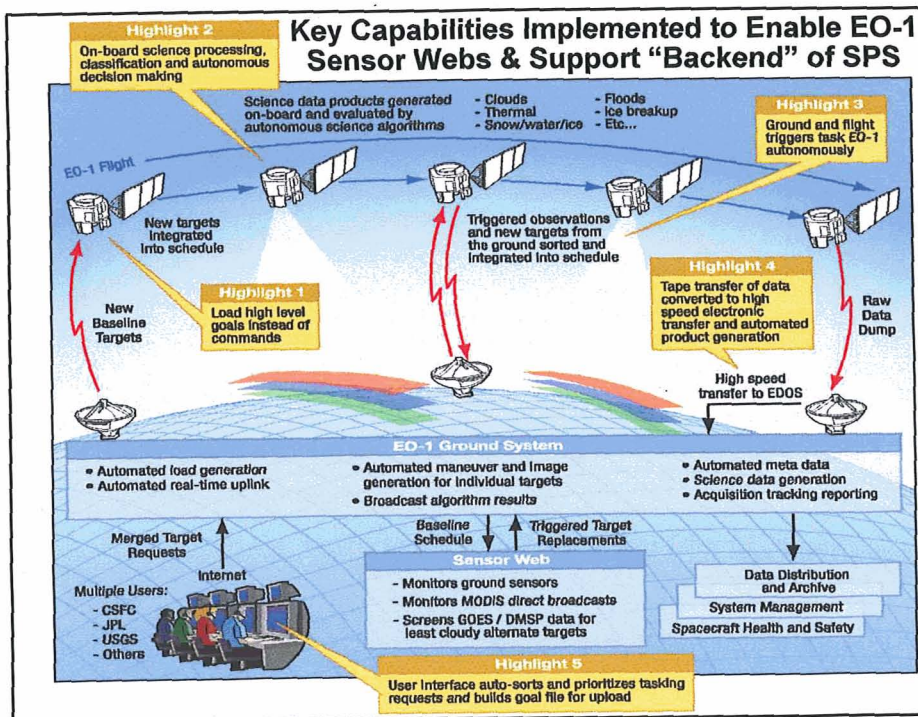 Key Capabilities Implemented to Enable EO-1
Sensor Webs & Support “Backend” of SPS
Highlight 2
On-board science processing,
classification and autonomous
decision making
Science data products generated
on-board and evaluated by
autonomous science algorithms
- Clouds
- Thermal
- Snow/water/ice
- Floods
- Ice breakup
- Etc...
Highlight 3
Ground and flight
triggers task EO-1
autonomously
EO-1 Flight
New targets
integrated
into schedule
Triggered observations
and new targets from
the ground sorted and
integrated into schedule
Highlight 1
Load high level
goals instead of
commands
New
Baseline
Targets
Highlight 4
Tape transfer of data
converted to high
speed electronic
transfer and automated
product generation
Raw
Data
Dump
High speed
transfer to EDOS
EO-1 Ground System
• Automated load generation
• Automated real-time uplink
• Automated maneuver and image
generation for individual targets
• Broadcast algorithm results
• Automated meta data
• Science data generation
• Acquisition tracking reporting
Merged Target
Requests
Internet
Baseline
Schedule
Triggered Target
Replacements
Multiple Users:
- CSFC
- JPL
- USGS
- Others
Sensor Web
- Monitors ground sensors
- Monitors MODIS direct broadcasts
- Screens GOES / DMSP data for
least cloudy alternate targets
Data Distribution
and Archive
System Management
Spacecraft Health and Safety
Highlight 5
User interface auto-sorts and prioritizes tasking
requests and builds goal file for upload